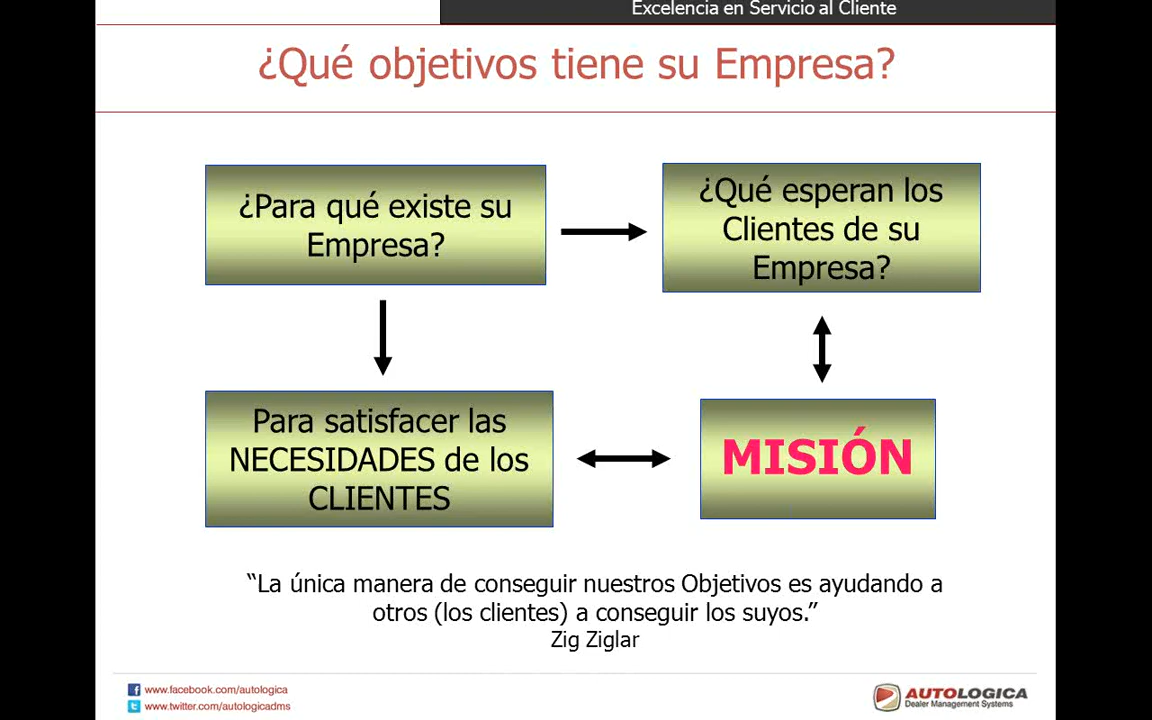 Excelencia en Servicio al Cliente
¿Qué objetivos tiene su Empresa?
¿Para qué existe su
Empresa?
¿Qué esperan los
Clientes de su
Empresa?
Para satisfacer las
NECESIDADES de los
CLIENTES
MISIÓN
“La única manera de conseguir nuestros Objetivos es ayudando a
otros (los clientes) a conseguir los suyos.”
Zig Ziglar
www.facebook.com/autologica
www.twitter.com/autologicadms
AUTOLOGICA
Dealer Management Systems